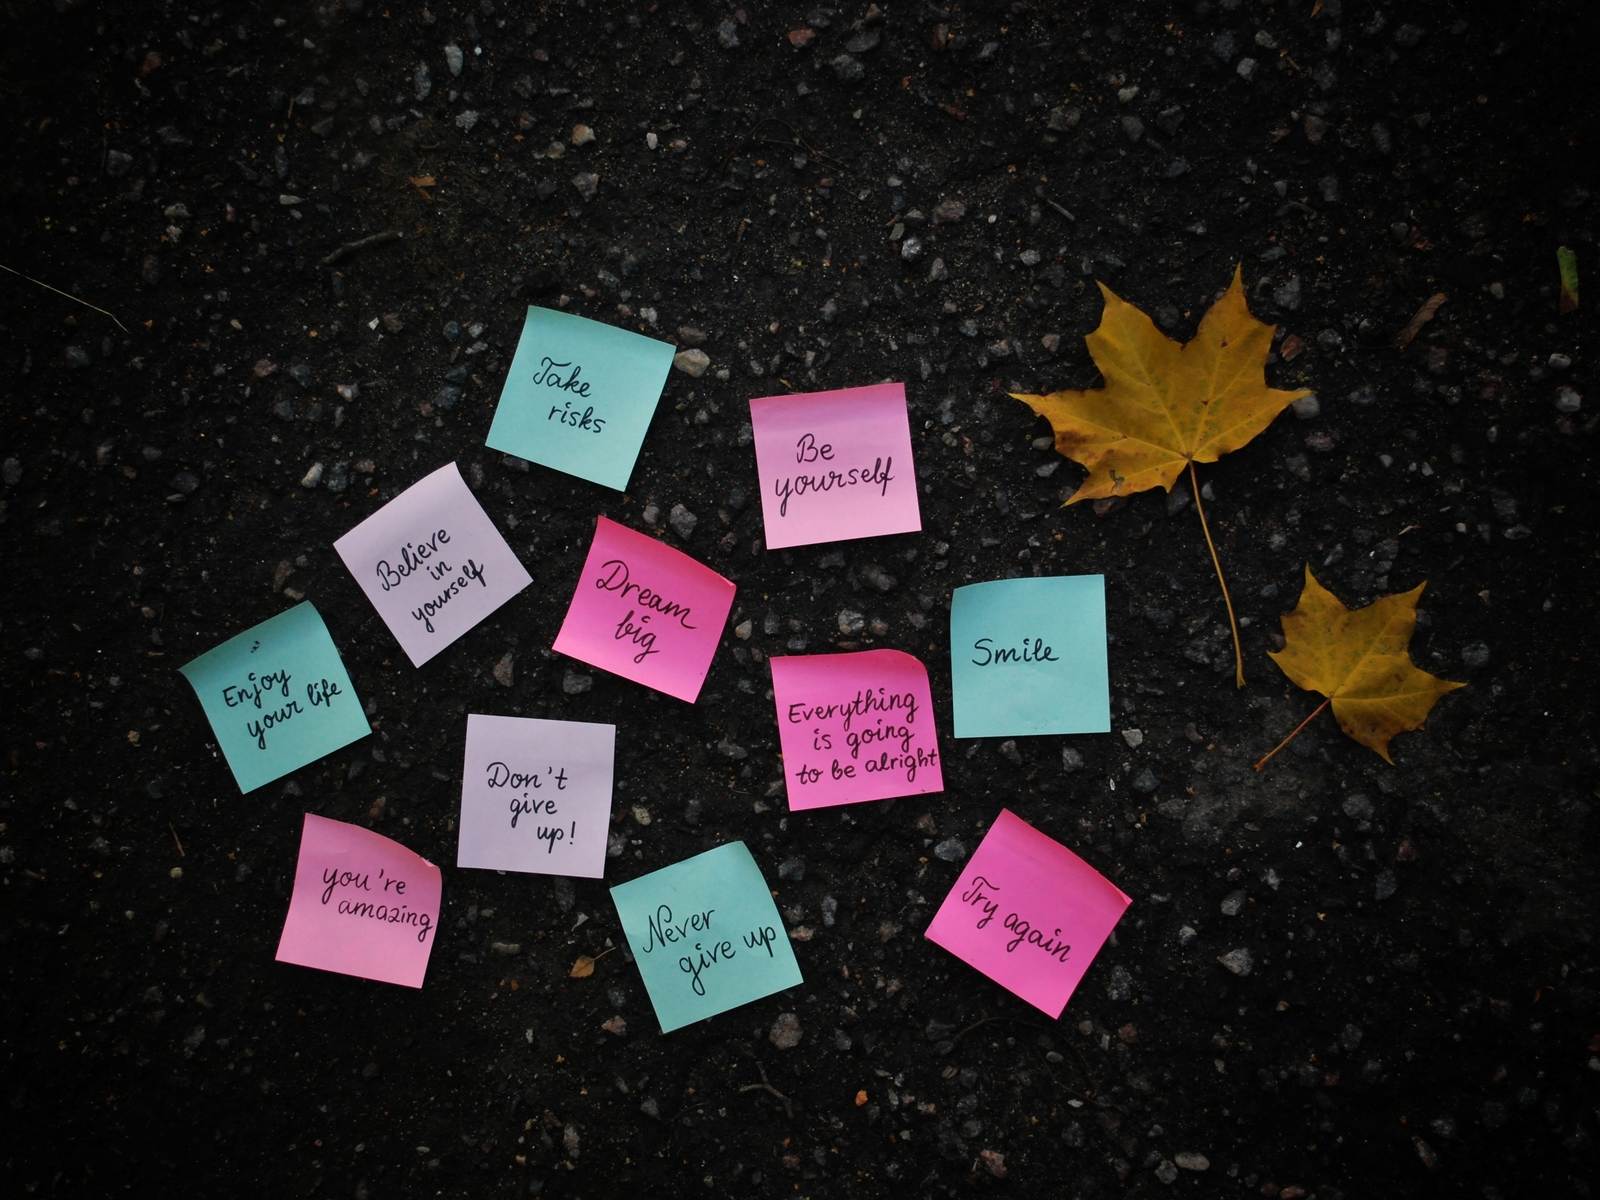 Take
risks
Be
yourself
Believe
in
yourself
Dream
big
Enjoy
your life
Smile
Everything
is going
to be alright
Don't
give
up!
you're
amazing
Never
give up
Try again